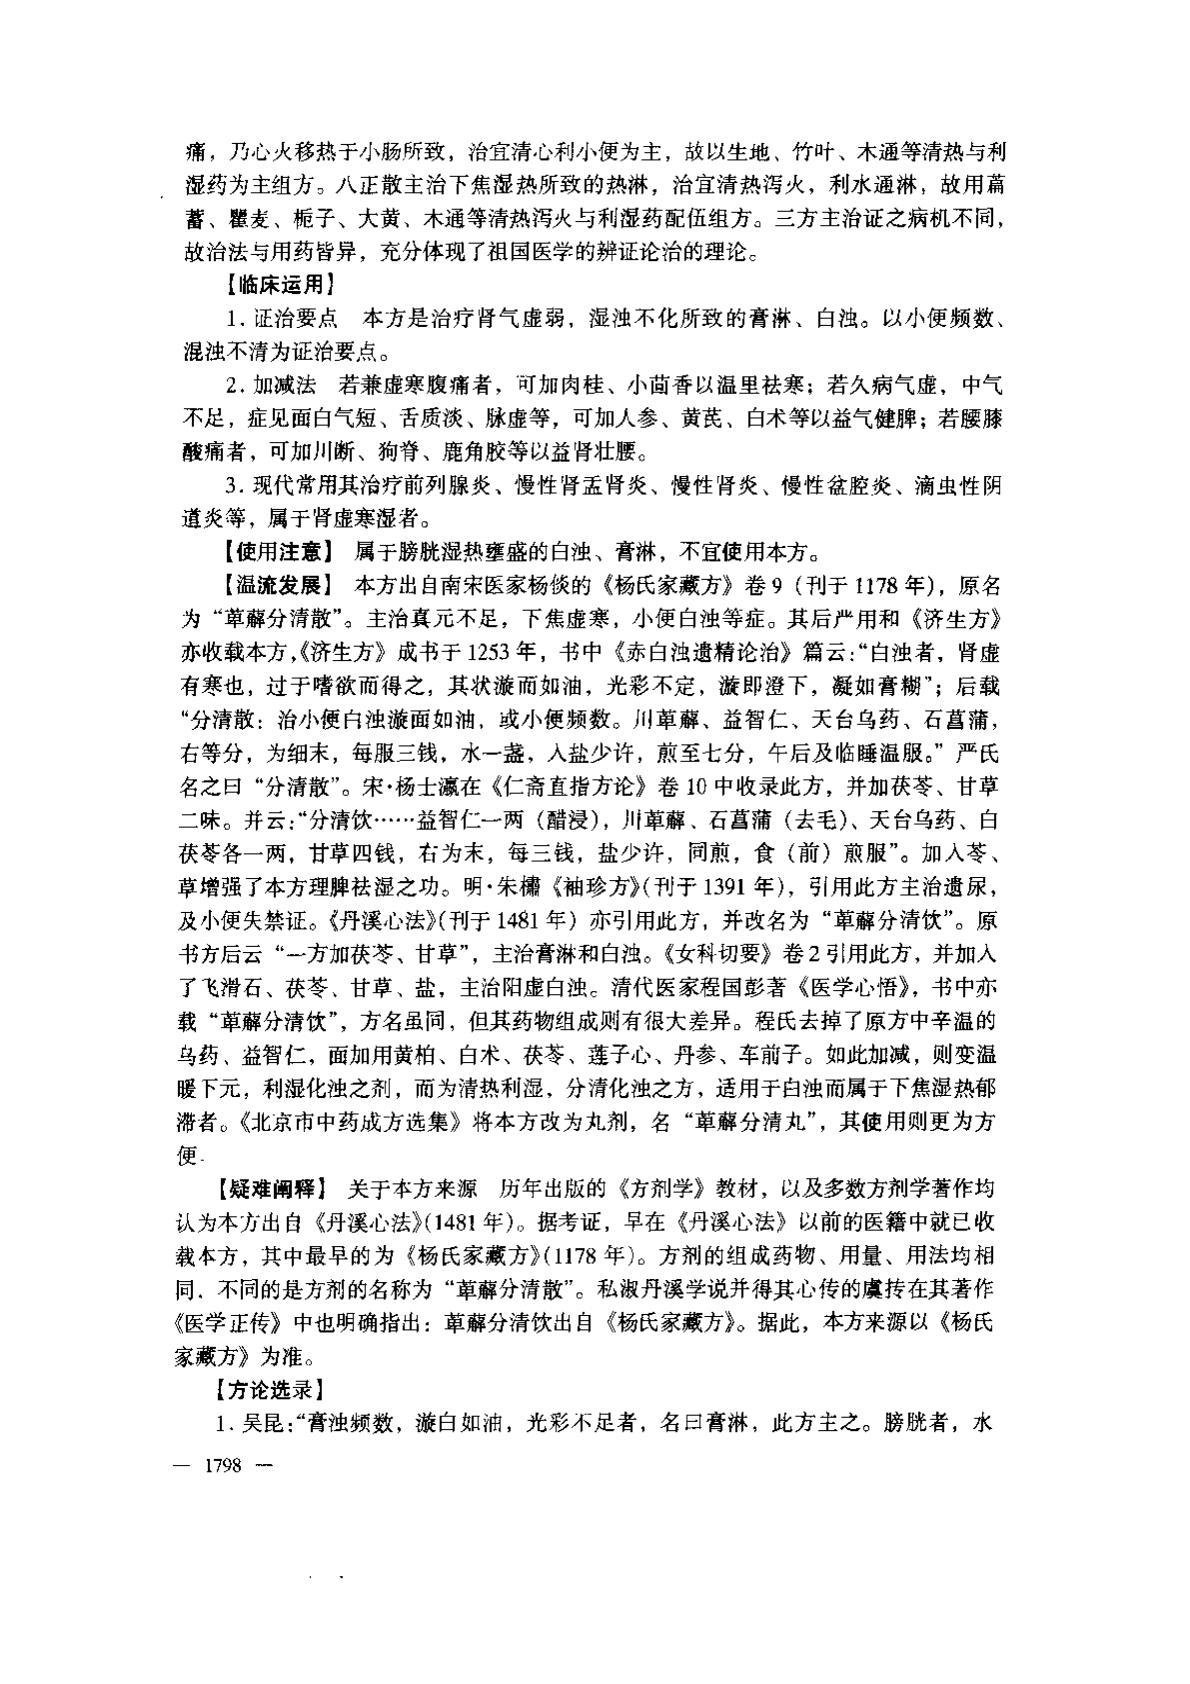 痛，乃心火移热于小肠所致，治宜清心利小便为主，故以生地、竹叶、木通等清热与利
湿药为主组方。八正散主治下焦湿热所致的热淋，治宜清热泻火，利水通淋，故用萹
蓄、瞿麦、栀子、大黄、木通等清热泻火与利湿药配伍组方。三方主治证之病机不同，
故治法与用药皆异，充分体现了祖国医学的辨证论治的理论。
【临床运用】
1. 证治要点　本方是治疗肾气虚弱，湿浊不化所致的膏淋、白浊。以小便频数、
混浊不清为证治要点。
2. 加减法　若兼虚寒腹痛者，可加肉桂、小茴香以温里祛寒；若久病气虚，中气
不足，症见面白气短、舌质淡、脉虚等，可加人参、黄芪、白术等以益气健脾；若腰膝
酸痛者，可加川断、狗脊、鹿角胶等以益肾壮腰。
3. 现代常用其治疗前列腺炎、慢性肾盂肾炎、慢性肾炎、慢性盆腔炎、滴虫性阴
道炎等，属于肾虚寒湿者。
【使用注意】　属于膀胱湿热壅盛的白浊、膏淋，不宜使用本方。
【温流发展】　本方出自南宋医家杨倓的《杨氏家藏方》卷 9（刊于 1178 年），原名
为“萆薢分清散”。主治真元不足，下焦虚寒，小便白浊等症。其后严用和《济生方》
亦收载本方，《济生方》成书于 1253 年，书中《赤白浊遗精论治》篇云：“白浊者，肾虚
有寒也，过于嗜欲而得之，其状漩而如油，光彩不定，漩即澄下，凝如膏糊”；后载
“分清散：治小便白浊漩面如油，或小便频数。川萆薢、益智仁、天台乌药、石菖蒲，
右等分，为细末，每服三钱，水一盏，入盐少许，煎至七分，午后及临睡温服。”严氏
名之曰“分清散”。宋·杨士瀛在《仁斋直指方论》卷 10 中收录此方，并加茯苓、甘草
二味。并云：“分清饮……益智仁一两（醋浸），川萆薢、石菖蒲（去毛）、天台乌药、白
茯苓各一两，甘草四钱，右为末，每三钱，盐少许，同煎，食（前）煎服”。加入苓、
草增强了本方理脾祛湿之功。明·朱橚《袖珍方》（刊于 1391 年），引用此方主治遗尿，
及小便失禁证。《丹溪心法》（刊于 1481 年）亦引用此方，并改名为“萆薢分清饮”。原
书方后云“一方加茯苓、甘草”，主治膏淋和白浊。《女科切要》卷 2 引用此方，并加入
了飞滑石、茯苓、甘草、盐，主治阳虚白浊。清代医家程国彭著《医学心悟》，书中亦
载“萆薢分清饮”，方名虽同，但其药物组成则有很大差异。程氏去掉了原方中辛温的
乌药、益智仁，面加用黄柏、白术、茯苓、莲子心、丹参、车前子。如此加减，则变温
暖下元，利湿化浊之剂，而为清热利湿，分清化浊之方，适用于白浊而属于下焦湿热郁
滞者。《北京市中药成方选集》将本方改为丸剂，名“萆薢分清丸”，其使用则更为方
便.
【疑难阐释】　关于本方来源　历年出版的《方剂学》教材，以及多数方剂学著作均
认为本方出自《丹溪心法》（1481 年）。据考证，早在《丹溪心法》以前的医籍中就已收
载本方，其中最早的为《杨氏家藏方》（1178 年）。方剂的组成药物、用量、用法均相
同．不同的是方剂的名称为“萆薢分清散”。私淑丹溪学说并得其心传的虞抟在其著作
《医学正传》中也明确指出：萆薢分清饮出自《杨氏家藏方》。据此，本方来源以《杨氏
家藏方》为准。
【方论选录】
1. 吴昆：“膏浊频数，漩白如油，光彩不足者，名曰膏淋，此方主之。膀胱者，水
— 1798 —